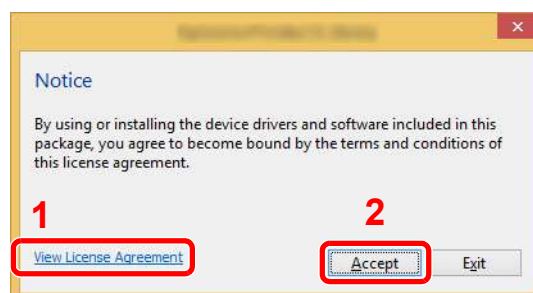 Notice
By using or installing the device drivers and software included in this
package, you agree to become bound by the terms and conditions of
this license agreement.
1
2
View License Agreement
Accept
Exit